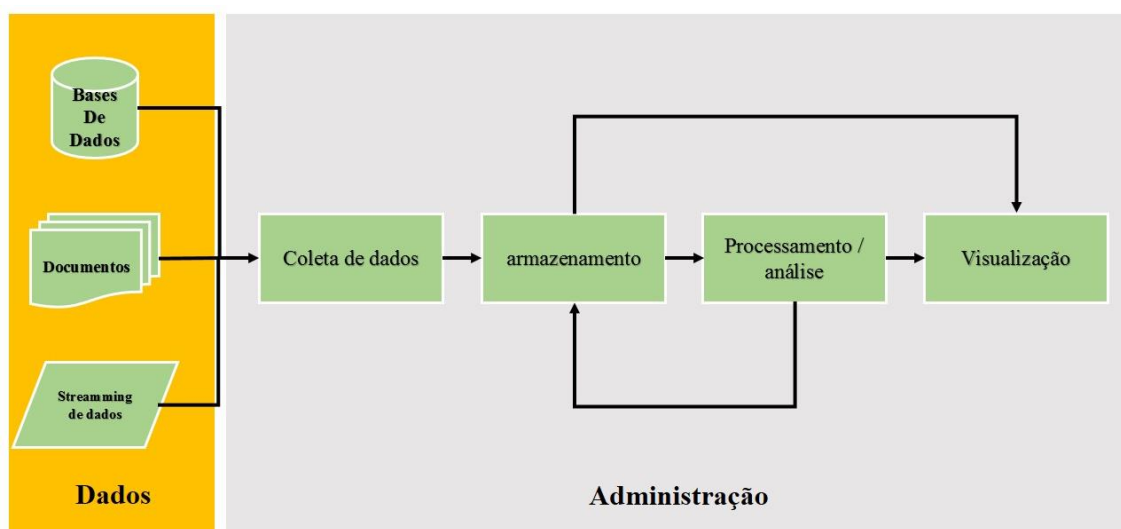 Bases
De
Dados
Documentos
Streamming
de dados
Dados
Coleta de dados
armazenamento
Processamento /
análise
Visualização
Administração